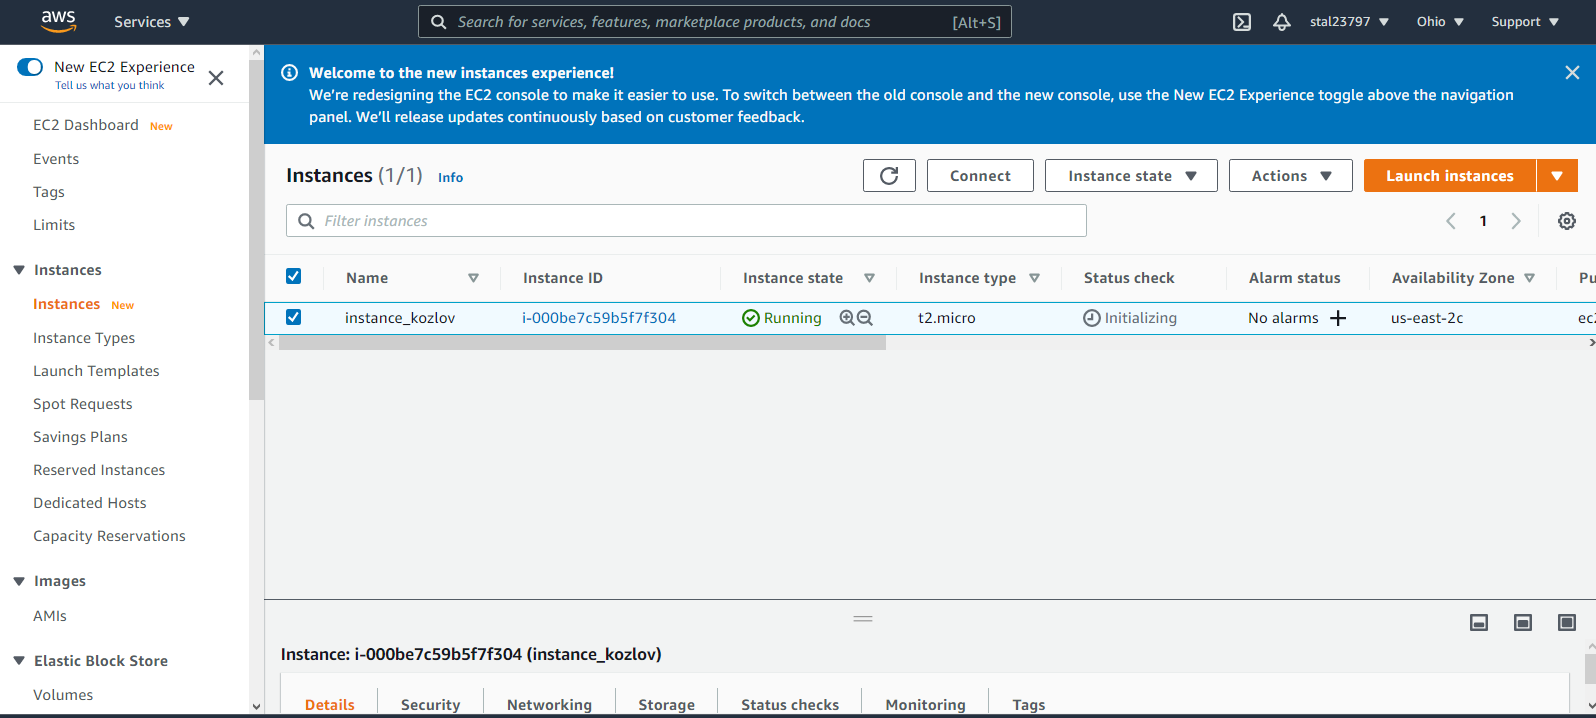 aws Services Search for services, features, marketplace products, and docs [Alt+S] stal23797 Ohio Support
New EC2 Experience
Tell us what you think
EC2 Dashboard New
Events
Tags
Limits
Instances
Instances New
Instance Types
Launch Templates
Spot Requests
Savings Plans
Reserved Instances
Dedicated Hosts
Capacity Reservations
Images
AMIs
Elastic Block Store
Volumes
Welcome to the new instances experience!
We're redesigning the EC2 console to make it easier to use. To switch between the old console and the new console, use the New EC2 Experience toggle above the navigation
panel. We'll release updates continuously based on customer feedback.
Instances (1/1) Info Connect Instance state Actions Launch instances
Filter instances 1
Name Instance ID Instance state Instance type Status check Alarm status Availability Zone Pu
instance_kozlov i-000be7c59b5f7f304 Running t2.micro Initializing No alarms + us-east-2c ec2
Instance: i-000be7c59b5f7f304 (instance_kozlov)
Details Security Networking Storage Status checks Monitoring Tags